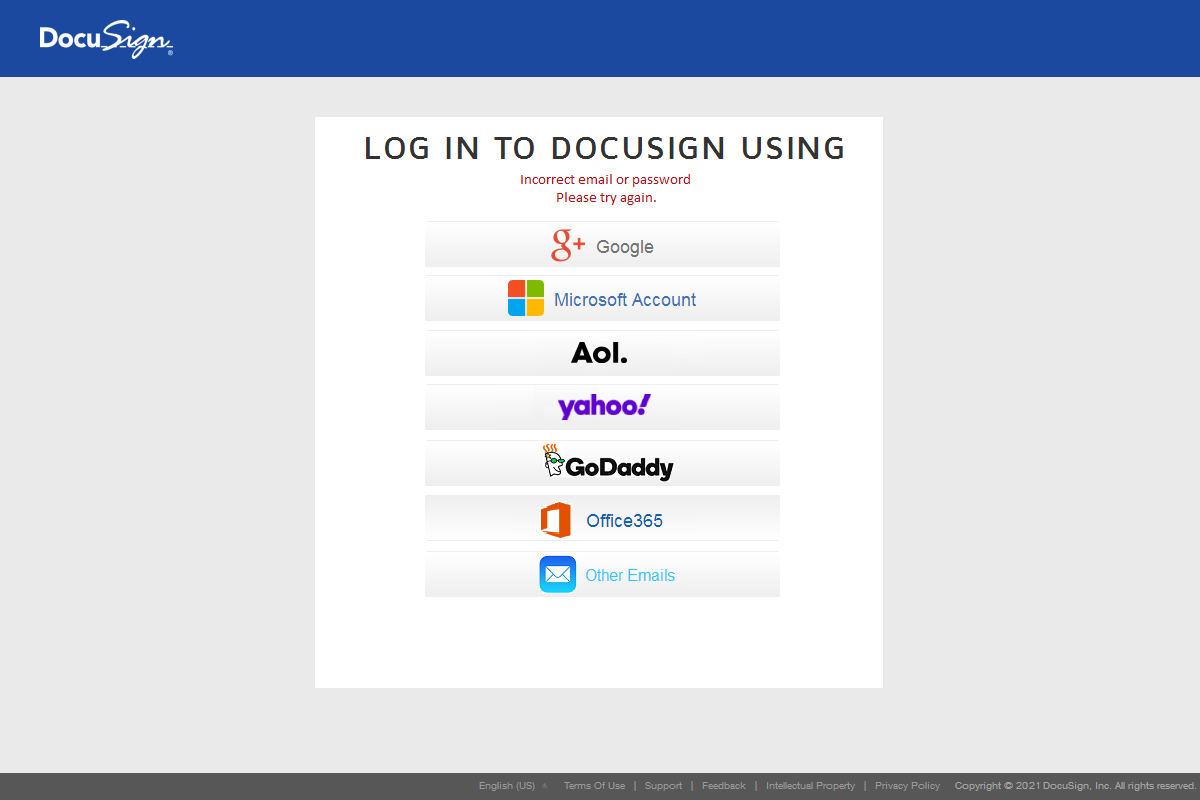 DocuSign®
LOG IN TO DOCUSIGN USING
Incorrect email or password
Please try again.
g+ Google
Microsoft Account
Aol.
yahoo!
GoDaddy
Office365
Other Emails
English (US) Terms Of Use | Support | Feedback | Intellectual Property | Privacy Policy Copyright © 2021 DocuSign, Inc. All rights reserved.